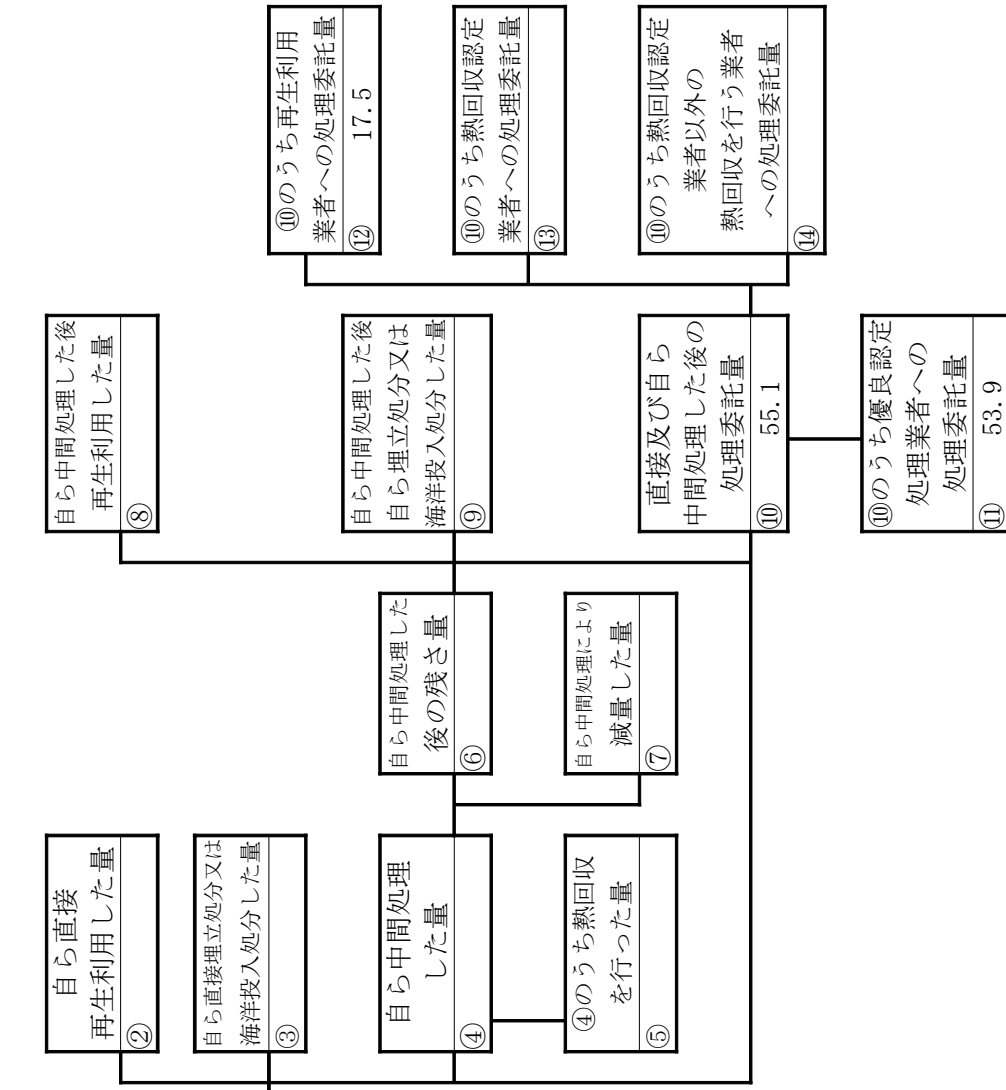 自ら直接
再生利用した量
②
自ら直接埋立処分又は
海洋投入処分した量
③
自ら中間処理
した量
④
④のうち熱回収
を行った量
⑤
自ら中間処理した
後の残さ量
⑥
自ら中間処理により
減量した量
⑦
自ら中間処理した後
再生利用した量
⑧
自ら中間処理した後
自ら埋立処分又は
海洋投入処分した量
⑨
直接及び自ら
中間処理した後の
処理委託量
⑩ 55.1
⑩のうち優良認定
処理業者への
処理委託量
⑪ 53.9
⑩のうち再生利用
業者への処理委託量
⑫ 17.5
⑩のうち熱回収認定
業者への処理委託量
⑬
⑩のうち熱回収認定
業者以外の
熱回収を行う業者
への処理委託量
⑭